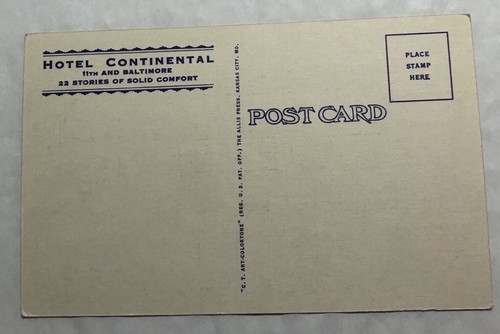 HOTEL CONTINENTAL
11TH AND BALTIMORE
22 STORIES OF SOLID COMFORT
PLACE
STAMP
HERE
POST CARD
"C. T. ART-COLORTONE" (REG. U. S. PAT. OFF.) THE ALLIS PRESS, KANSAS CITY, MO.